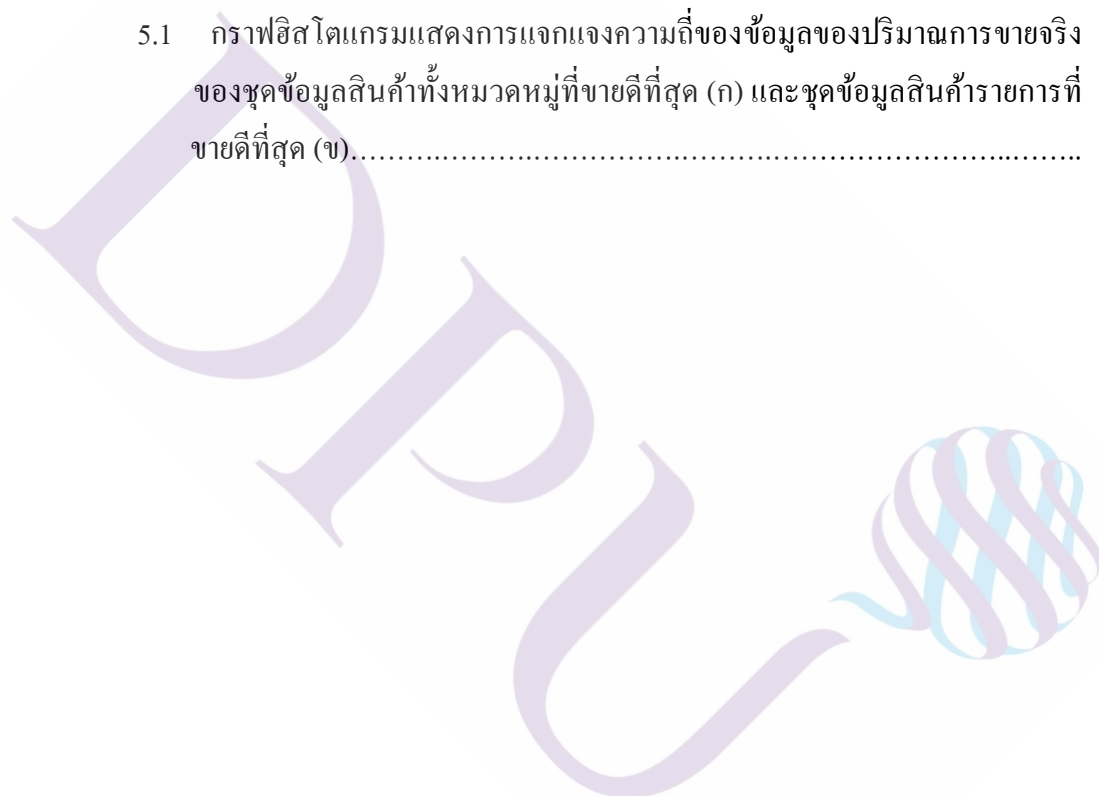 5.1 กราฟฮิสโตแกรมแสดงการแจกแจงความถี่ของข้อมูลของปริมาณการขายจริง
ของชุดข้อมูลสินค้าทั้งหมวดหมู่ที่ขายดีที่สุด (ก) และชุดข้อมูลสินค้ารายการที่
ขายดีที่สุด (ข)……….……….…………….……….……………………..……..
DPU